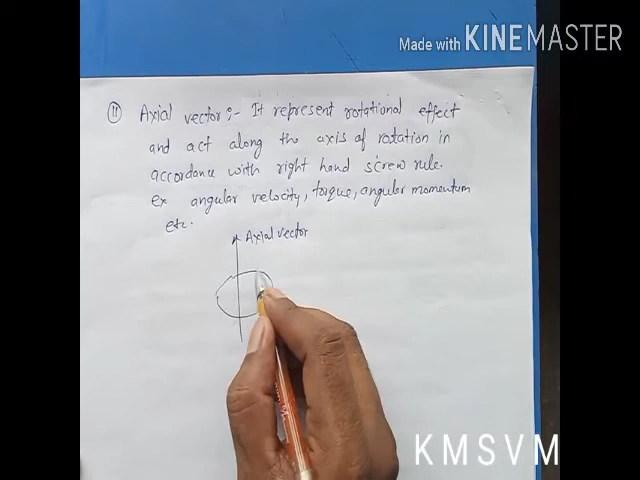 Made with KINEMASTER
(11) Axial vector :- It represent rotational effect
and act along the axis of rotation in
accordance with right hand screw rule.
ex angular velocity, torque, angular momentum
etc.
Axial vector
KMSVM